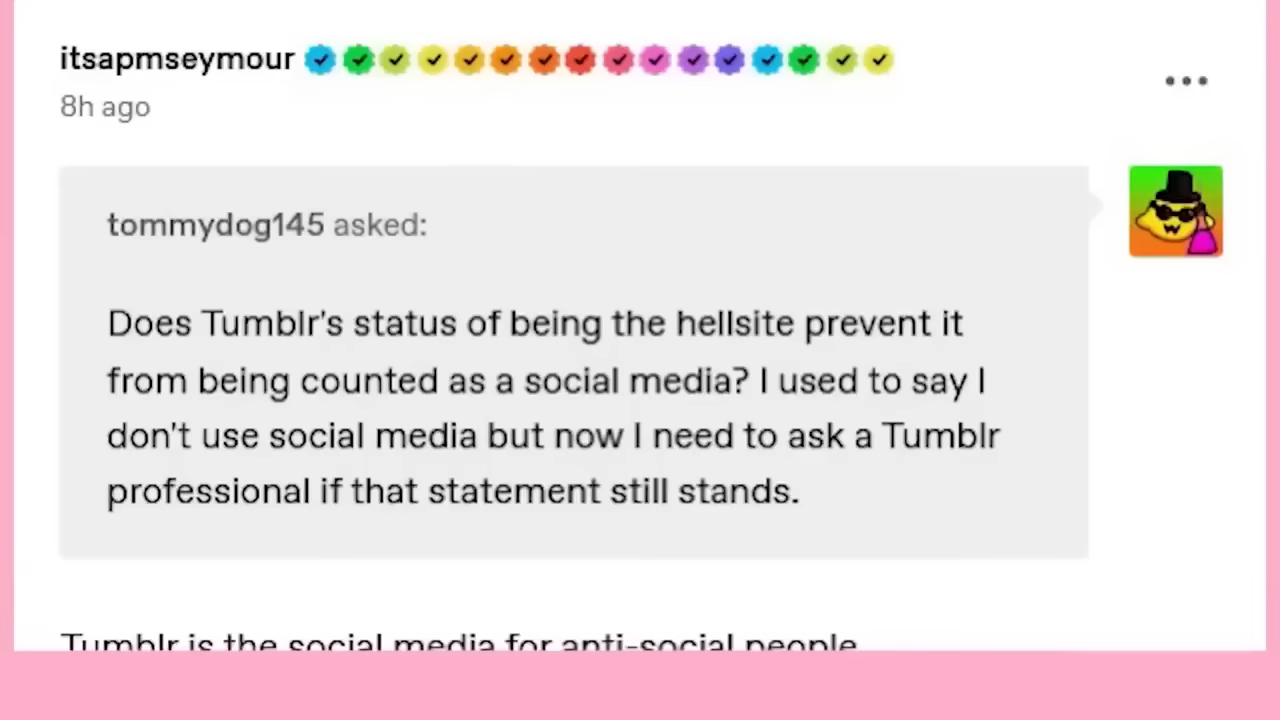 itsapmseymour
8h ago
tommydog145 asked:
Does Tumblr's status of being the hellsite prevent it
from being counted as a social media? I used to say I
don't use social media but now I need to ask a Tumblr
professional if that statement still stands.
Tumblr is the social media for anti-social people